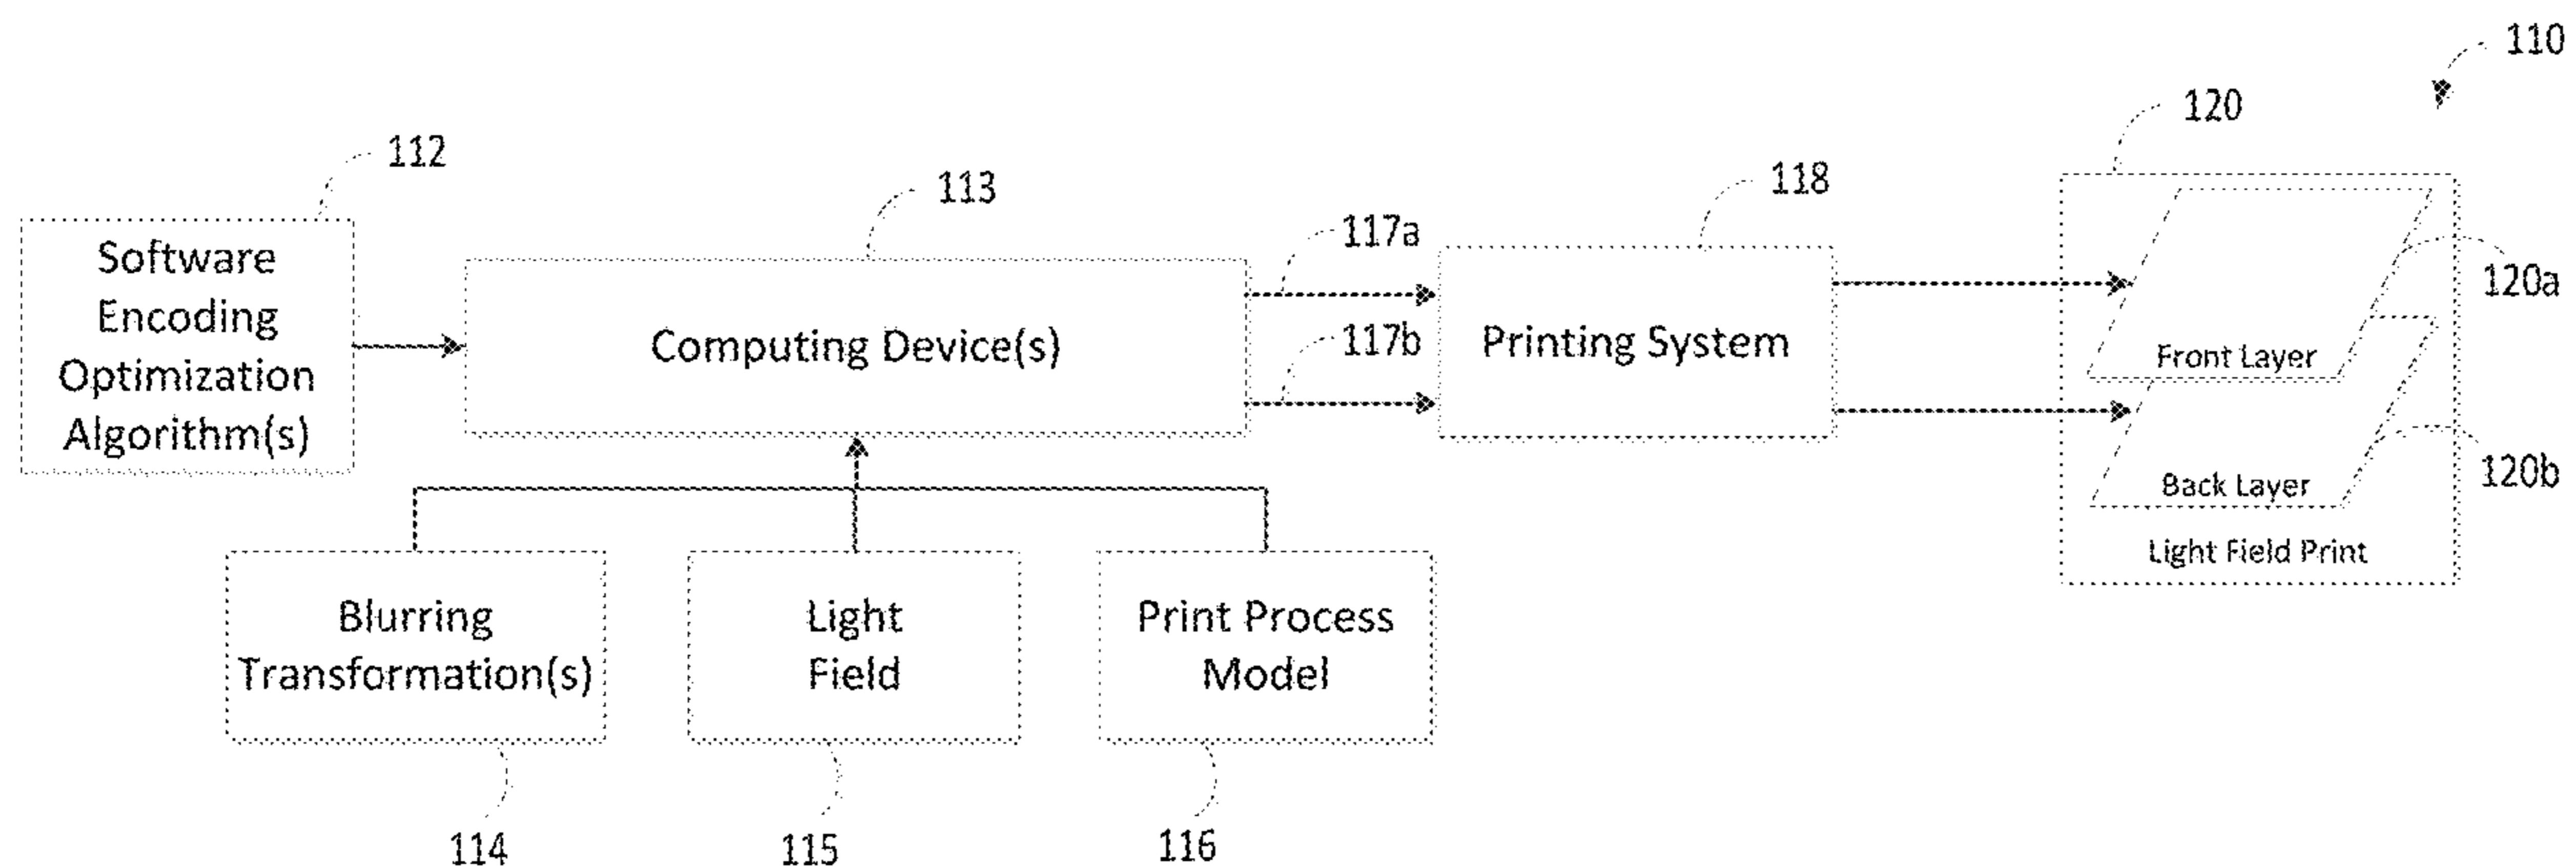 110
120
112
113
118
117a
117b
Software
Encoding
Optimization
Algorithm(s)
Computing Device(s)
Printing System
Front Layer
120a
Back Layer
120b
Light Field Print
Blurring
Transformation(s)
Light
Field
Print Process
Model
114
115
116